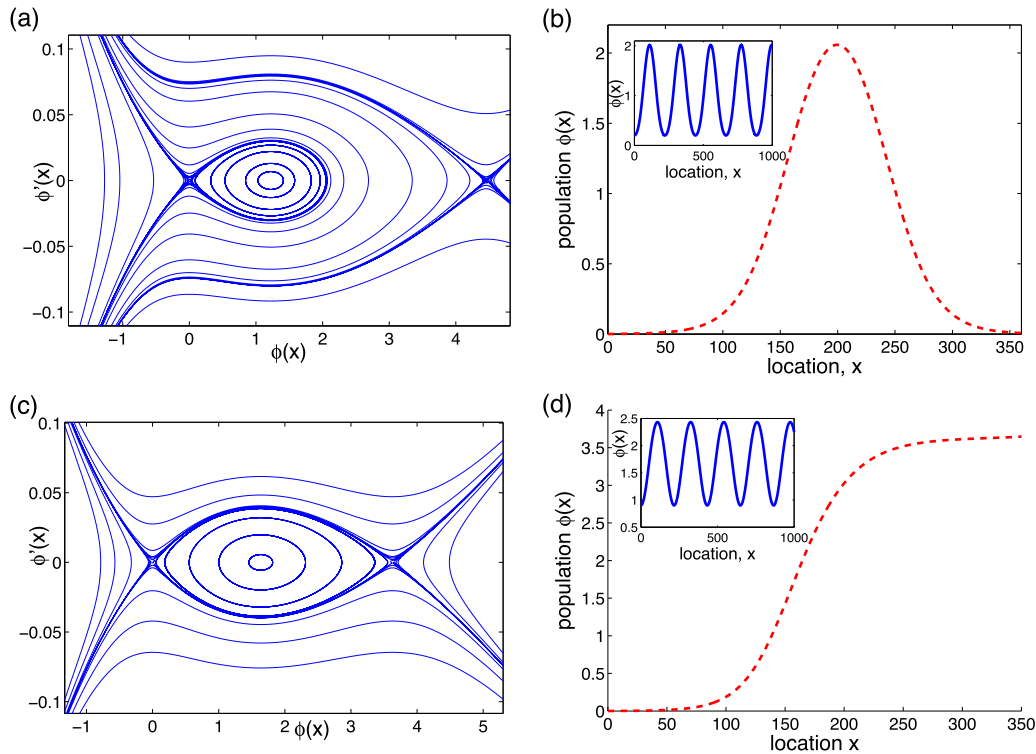 (a)
0.1
0.05
0
−0.05
−0.1
ϕ'(x)
−1 0 1 2 3 4
ϕ(x)
(b)
2
1.5
1
0.5
0
population ϕ(x)
0 50 100 150 200 250 300 350
location, x
2
1
0
ϕ(x)
0 500 1000
location, x
(c)
0.1
0.05
0
−0.05
−0.1
ϕ'(x)
−1 0 1 2 3 4 5
ϕ(x)
(d)
4
3.5
3
2.5
2
1.5
1
0.5
0
population ϕ(x)
0 50 100 150 200 250 300 350
location x
2.5
2
1.5
1
0.5
ϕ(x)
0 500 1000
location, x